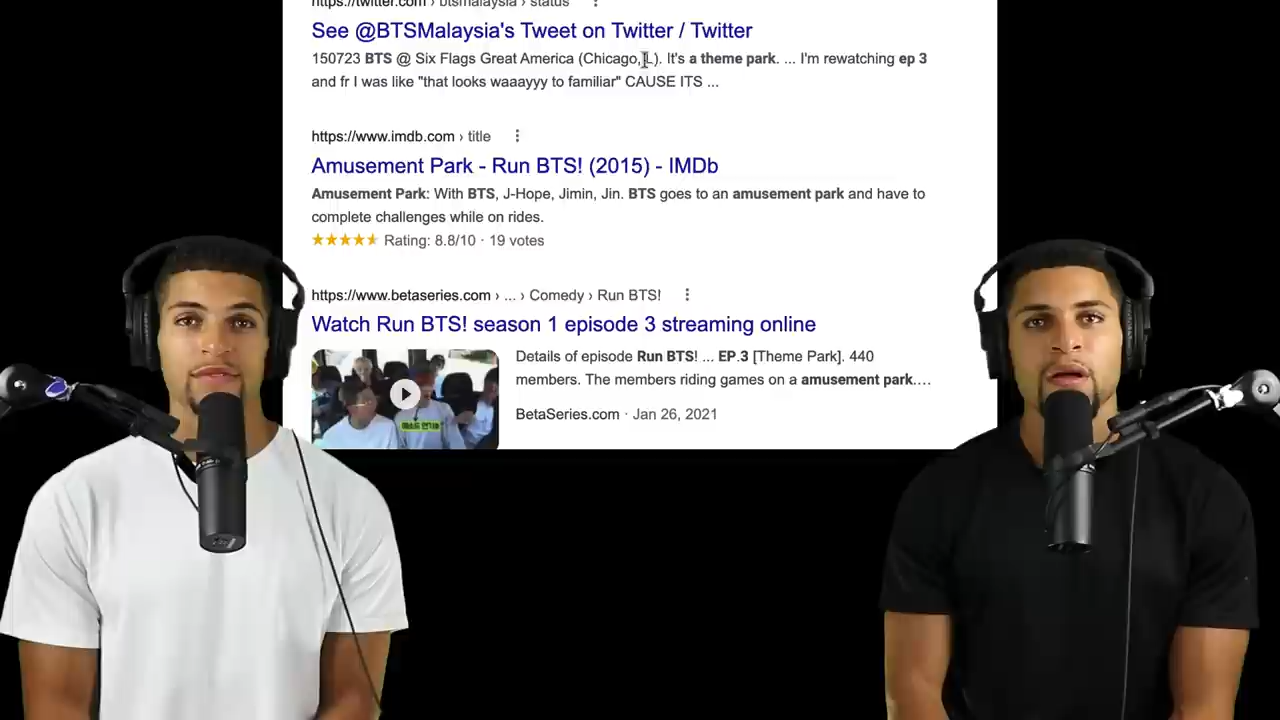 https://twitter.com › btsmalaysia › status
See @BTSMalaysia's Tweet on Twitter / Twitter
150723 BTS @ Six Flags Great America (Chicago,IL). It's a theme park. ... I'm rewatching ep 3
and fr I was like "that looks waaayyy to familiar" CAUSE ITS ...
https://www.imdb.com › title
Amusement Park - Run BTS! (2015) - IMDb
Amusement Park: With BTS, J-Hope, Jimin, Jin. BTS goes to an amusement park and have to
complete challenges while on rides.
Rating: 8.8/10 · 19 votes
https://www.betaseries.com › ... › Comedy › Run BTS!
Watch Run BTS! season 1 episode 3 streaming online
Details of episode Run BTS! ... EP.3 [Theme Park]. 440
members. The members riding games on a amusement park....
BetaSeries.com · Jan 26, 2021